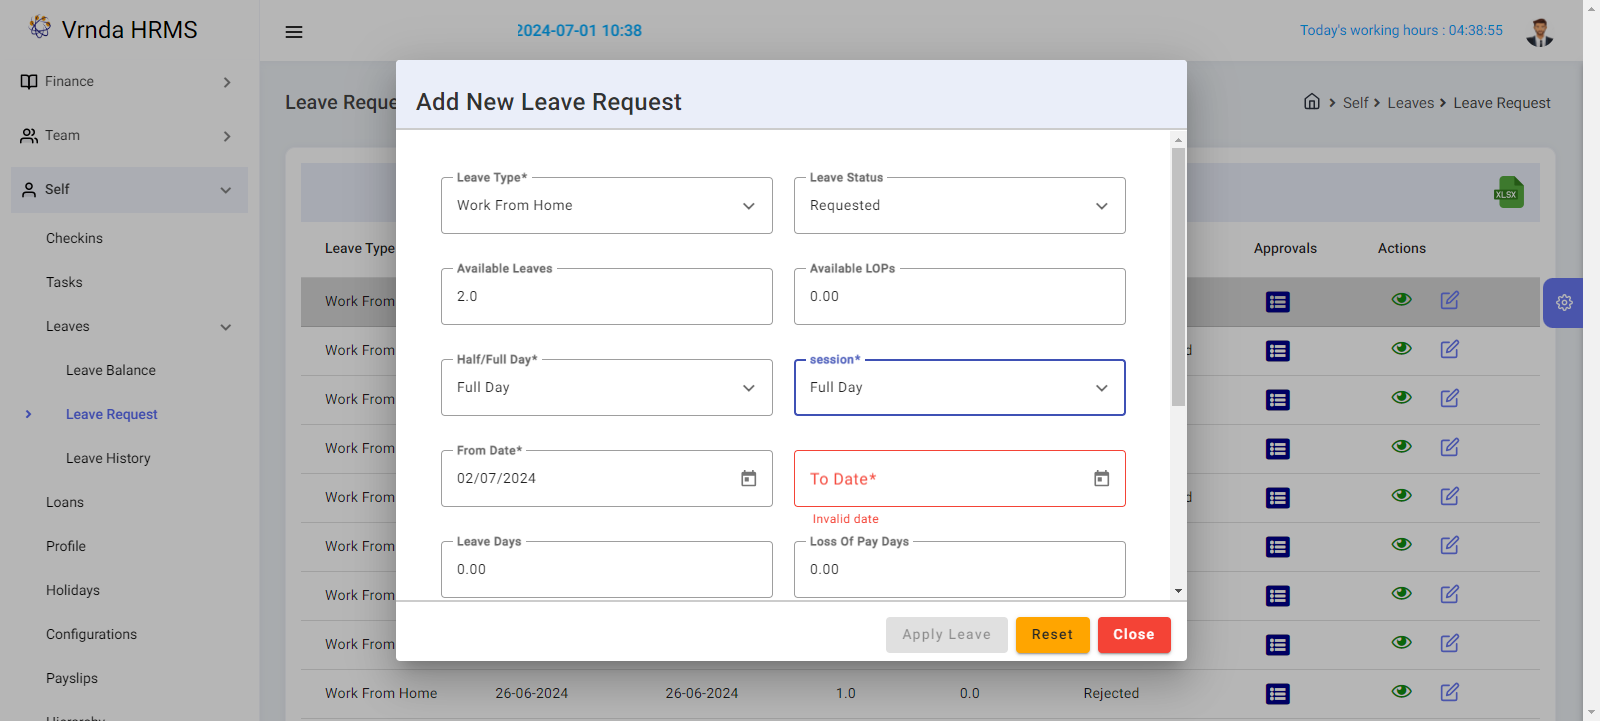 Vrnda HRMS
2024-07-01 10:38
Today's working hours : 04:38:55
Finance
Team
Self
Checkins
Tasks
Leaves
Leave Balance
Leave Request
Leave History
Loans
Profile
Holidays
Configurations
Payslips
Hierarchy
Leave Reque
Self
Leaves
Leave Request
XLSX
Leave Type
Approvals
Actions
Work From
Work From
d
Work From
Work From
Work From
d
Work From
Work From
Work From
Work From Home 26-06-2024 26-06-2024 1.0 0.0 Rejected
Add New Leave Request
Leave Type*
Work From Home
Leave Status
Requested
Available Leaves
2.0
Available LOPs
0.00
Half/Full Day*
Full Day
session*
Full Day
From Date*
02/07/2024
To Date*
Invalid date
Leave Days
0.00
Loss Of Pay Days
0.00
Apply Leave
Reset
Close